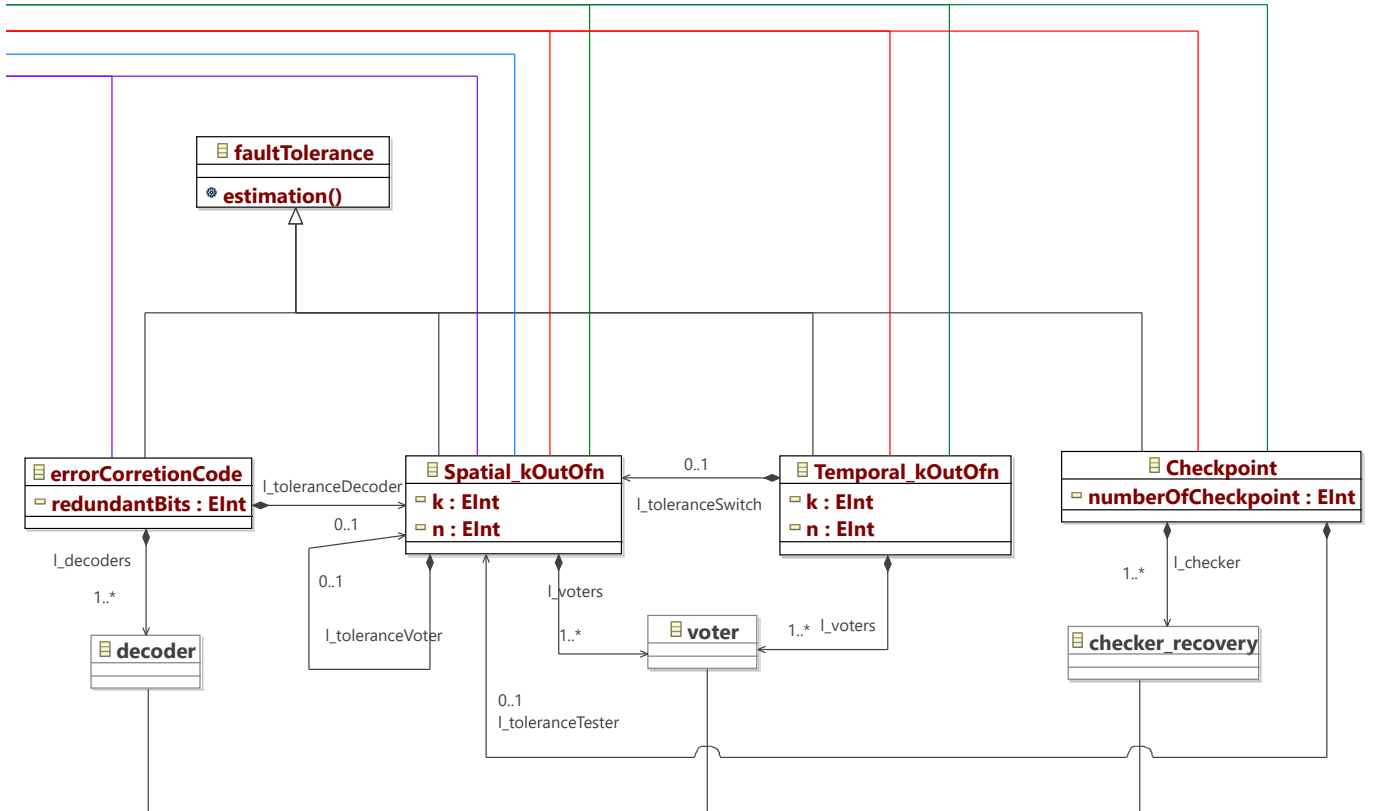 faultTolerance
estimation()
errorCorretionCode
redundantBits : EInt
l_toleranceDecoder
0..1
Spatial_kOutOfn
k : EInt
n : EInt
0..1
l_toleranceSwitch
Temporal_kOutOfn
k : EInt
n : EInt
Checkpoint
numberOfCheckpoint : EInt
l_decoders
1..*
0..1
l_toleranceVoter
l_voters
1..*
1..*
l_voters
l_checker
1..*
decoder
voter
checker_recovery
0..1
l_toleranceTester